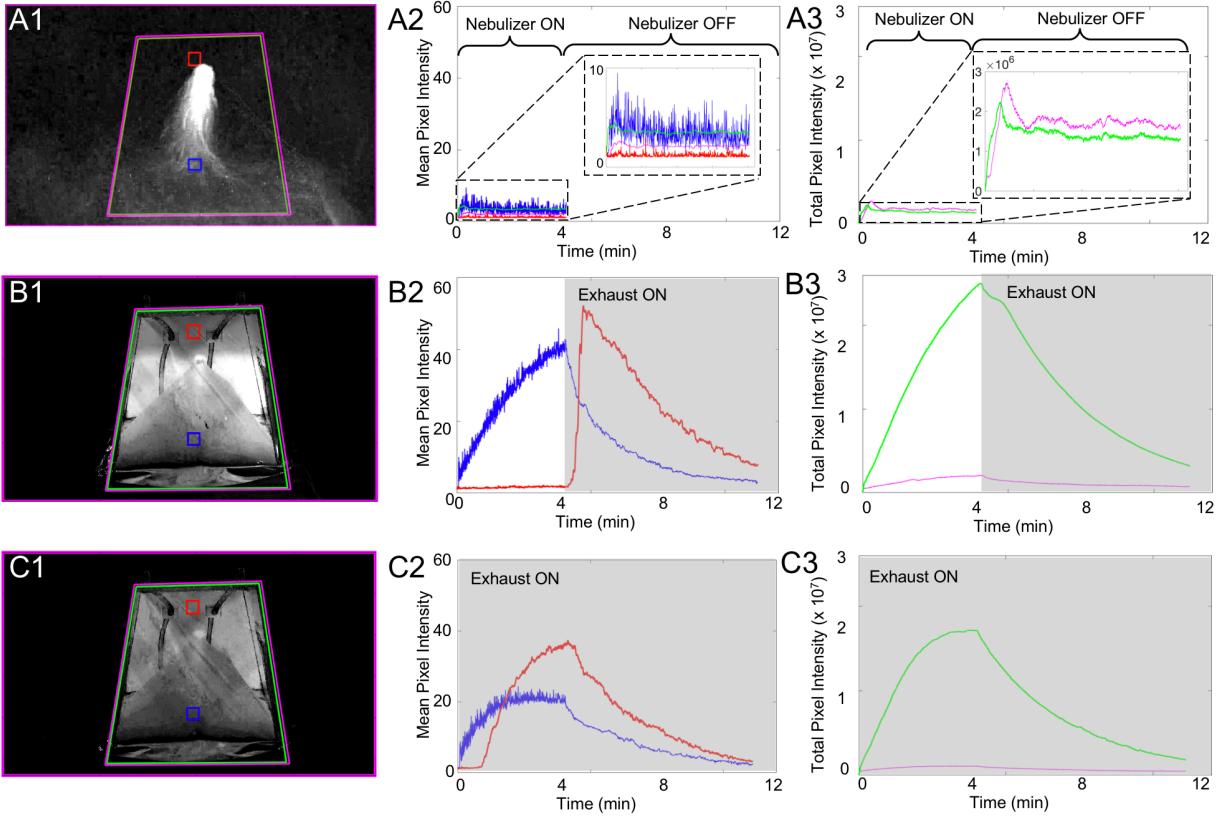 A1
A2
60
40
20
0
Mean Pixel Intensity
Nebulizer ON
Nebulizer OFF
10
0
0
4
8
12
Time (min)
A3
3
2
1
0
Total Pixel Intensity (x 10⁷)
Nebulizer ON
Nebulizer OFF
×10⁶
3
2
1
0
0
4
8
12
Time (min)
B1
B2
60
40
20
0
Mean Pixel Intensity
Exhaust ON
0
4
8
12
Time (min)
B3
3
2
1
0
Total Pixel Intensity (x 10⁷)
Exhaust ON
0
4
8
12
Time (min)
C1
C2
60
40
20
0
Mean Pixel Intensity
Exhaust ON
0
4
8
12
Time (min)
C3
3
2
1
0
Total Pixel Intensity (x 10⁷)
Exhaust ON
0
4
8
12
Time (min)